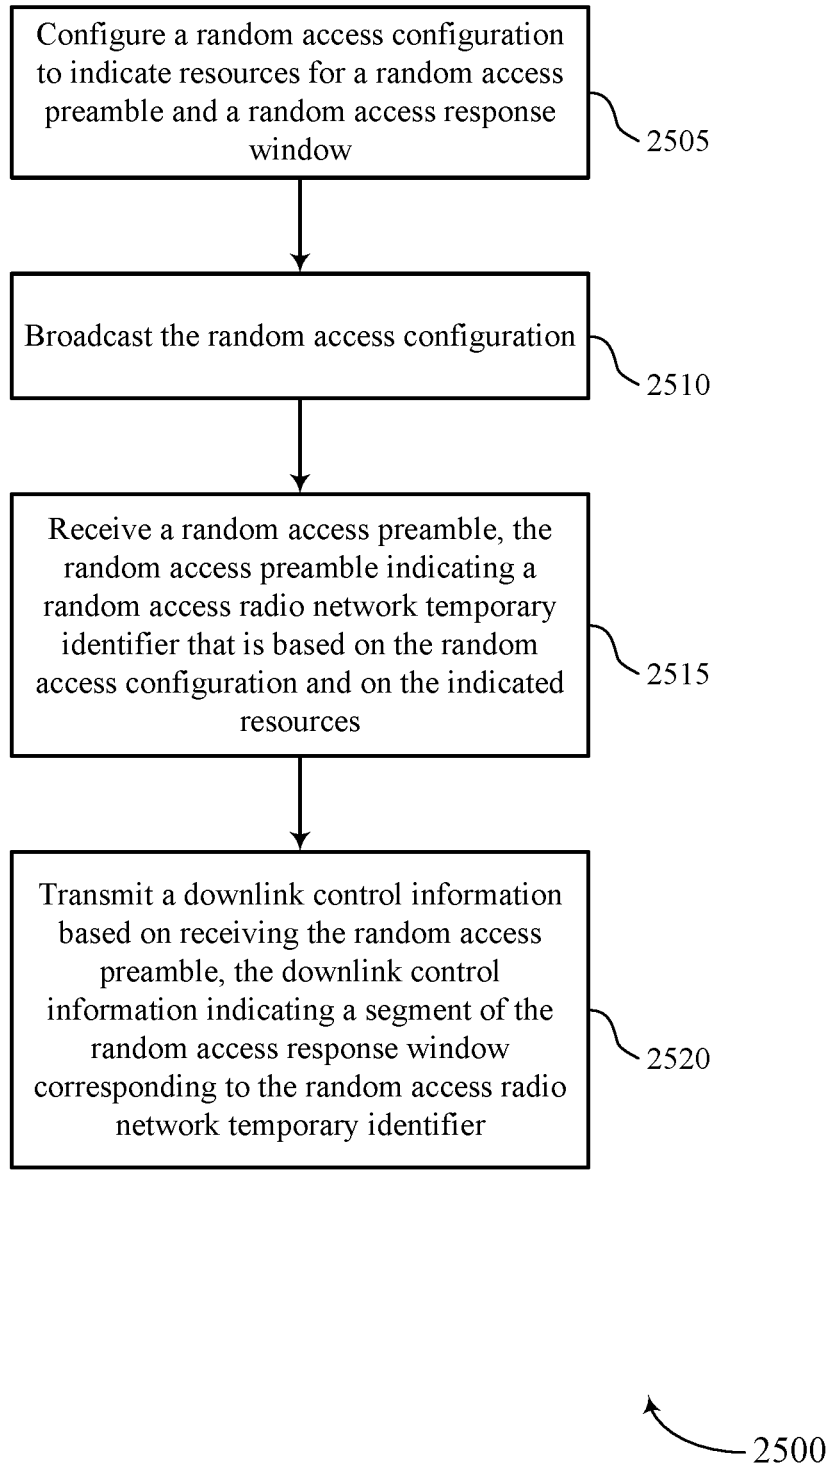 Configure a random access configuration
to indicate resources for a random access
preamble and a random access response
window
2505
Broadcast the random access configuration
2510
Receive a random access preamble, the
random access preamble indicating a
random access radio network temporary
identifier that is based on the random
access configuration and on the indicated
resources
2515
Transmit a downlink control information
based on receiving the random access
preamble, the downlink control
information indicating a segment of the
random access response window
corresponding to the random access radio
network temporary identifier
2520
2500